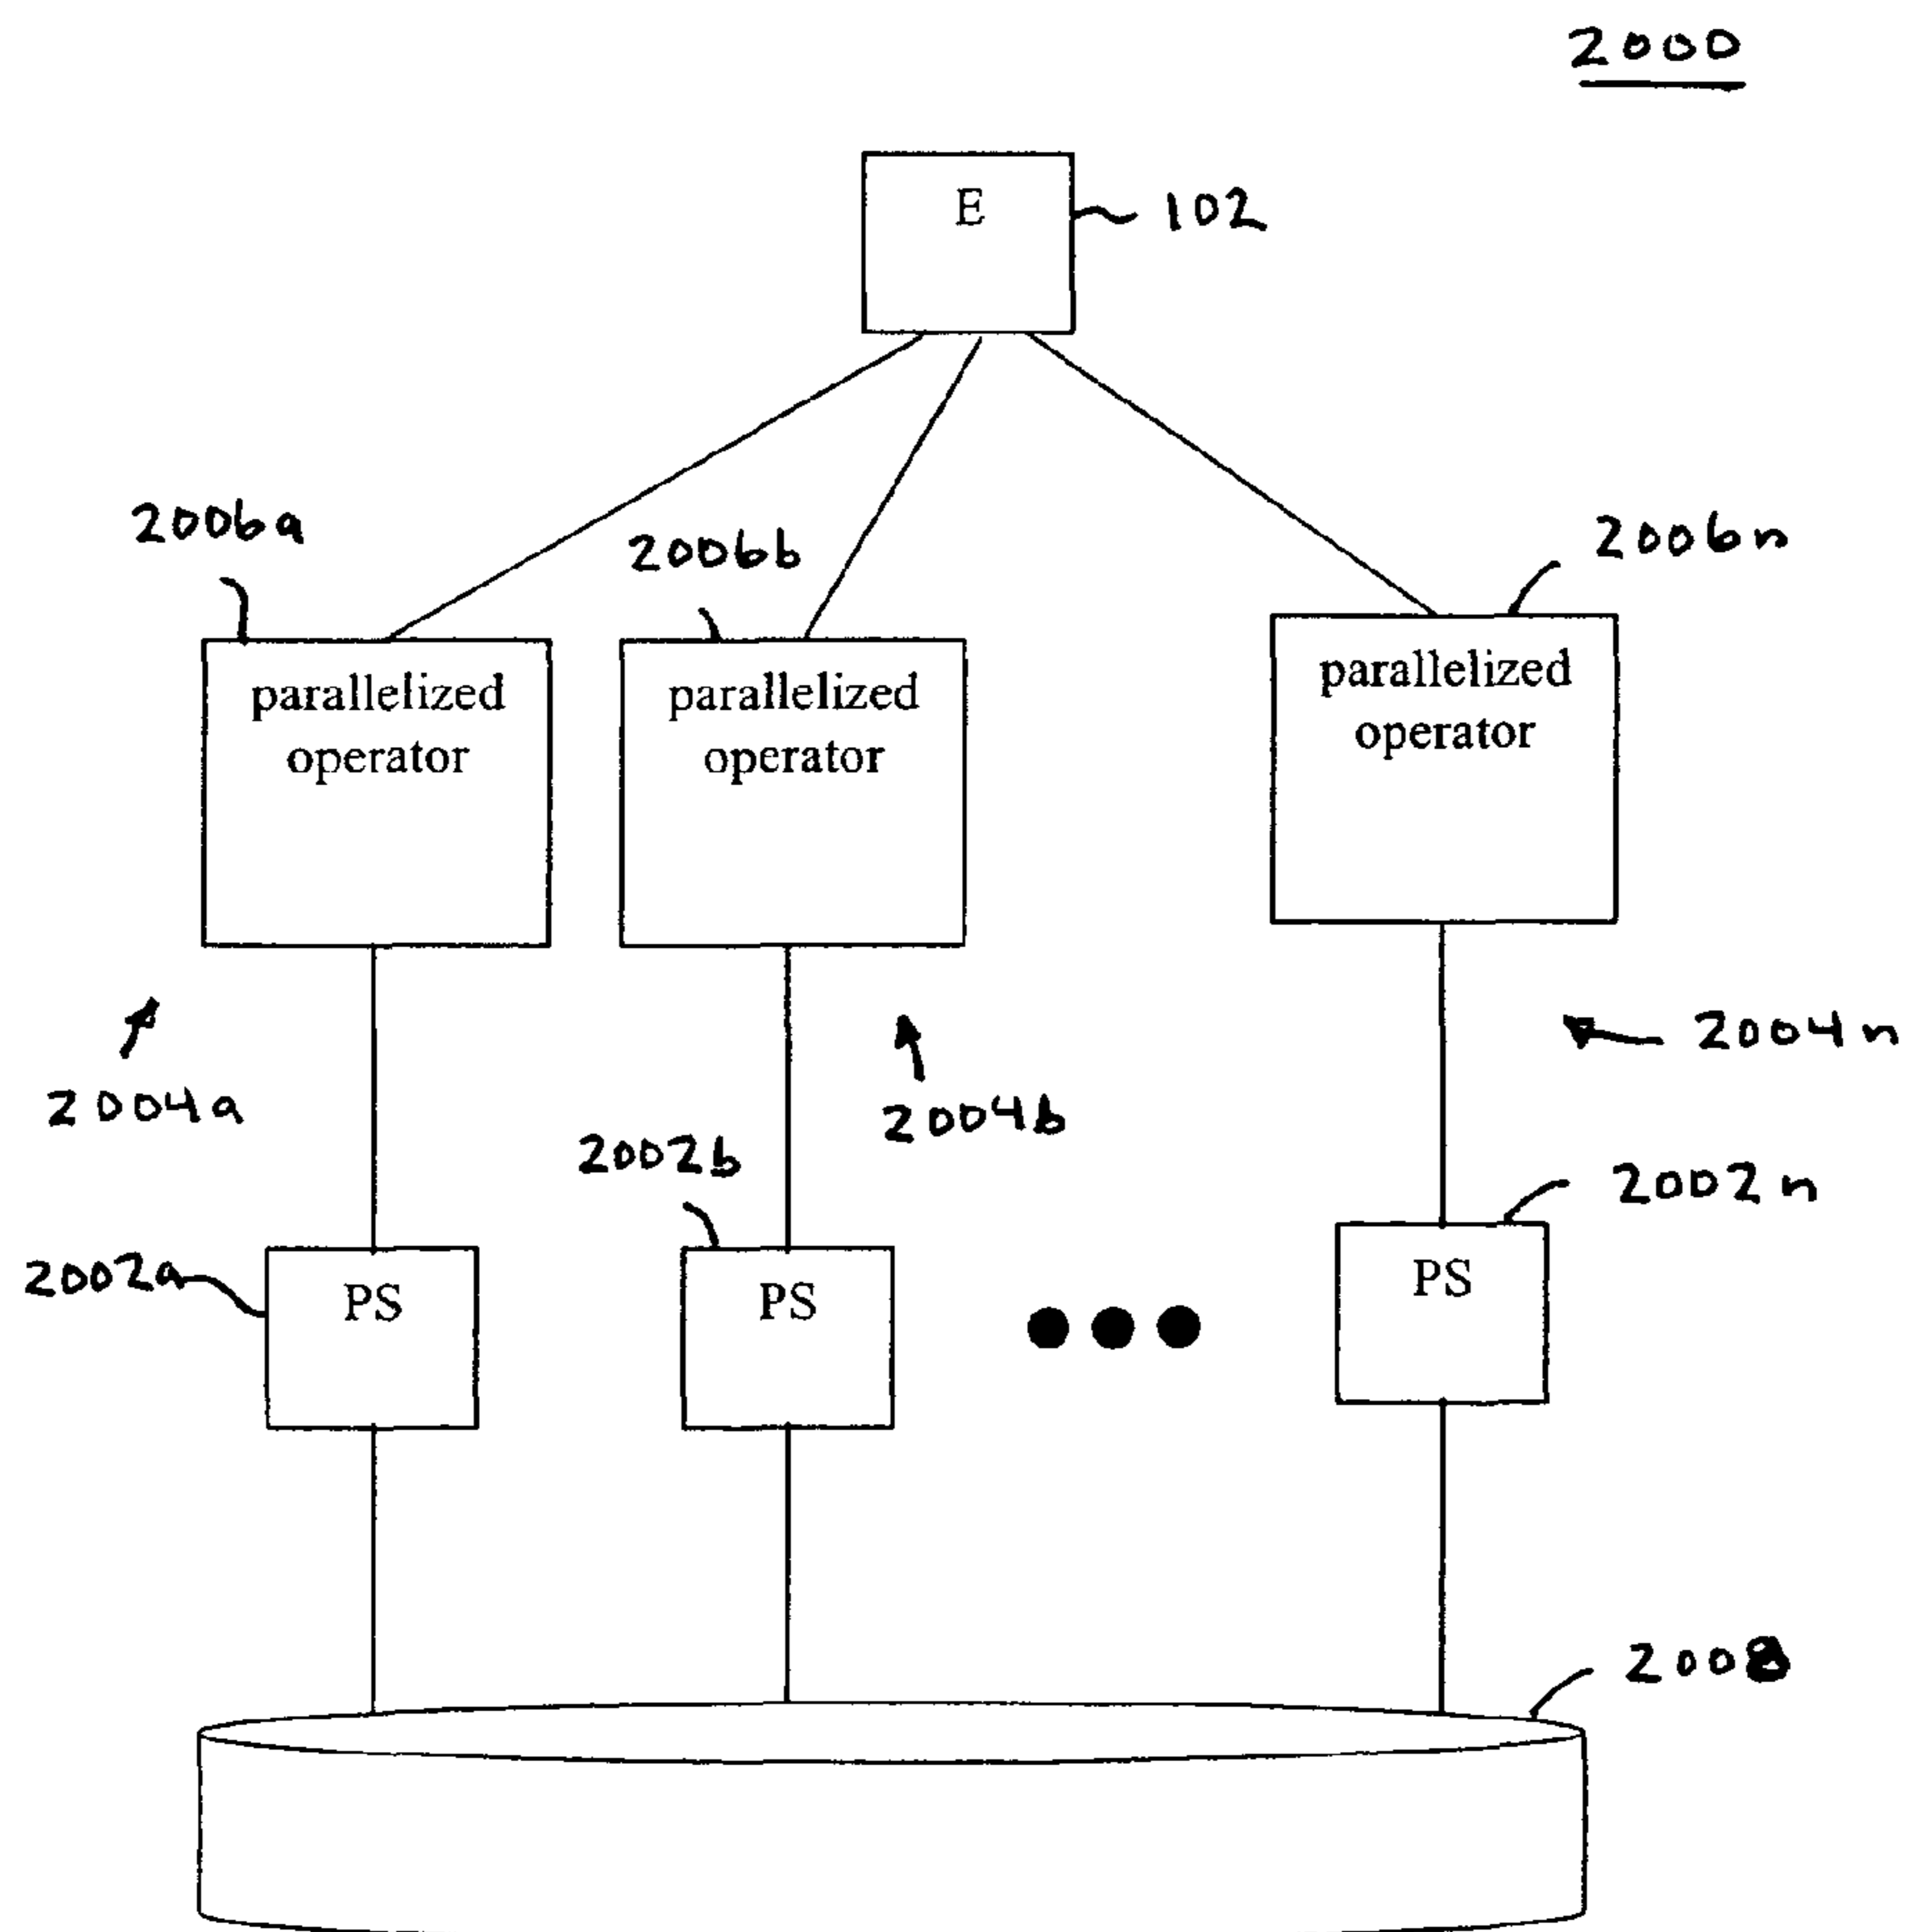 2000
E
102
2006a
2006b
2006n
parallelized
operator
parallelized
operator
parallelized
operator
2004a
2004b
2004n
2002a
2002b
2002n
PS
PS
PS
2008